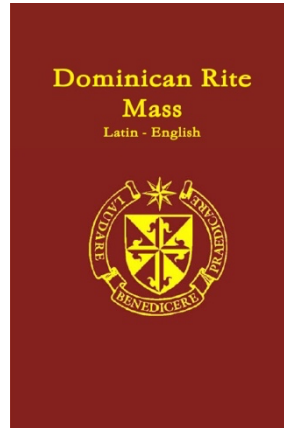 Dominican Rite
Mass
Latin - English
LAUDARE
BENEDICERE
PRAEDICARE